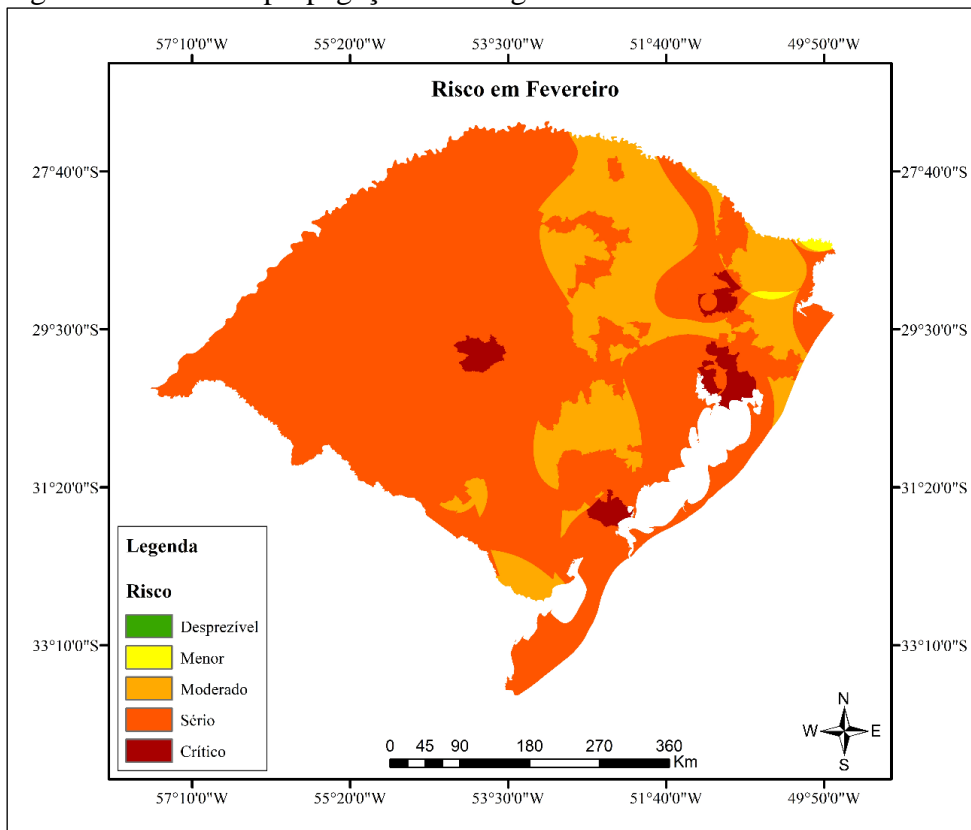 57°10'0"W 55°20'0"W 53°30'0"W 51°40'0"W 49°50'0"W
Risco em Fevereiro
27°40'0"S 27°40'0"S
29°30'0"S 29°30'0"S
31°20'0"S 31°20'0"S
Legenda
Risco
Desprezível
Menor
33°10'0"S 33°10'0"S
Moderado
Sério
Crítico
0 45 90 180 270 360
Km
N
W E
S
57°10'0"W 55°20'0"W 53°30'0"W 51°40'0"W 49°50'0"W